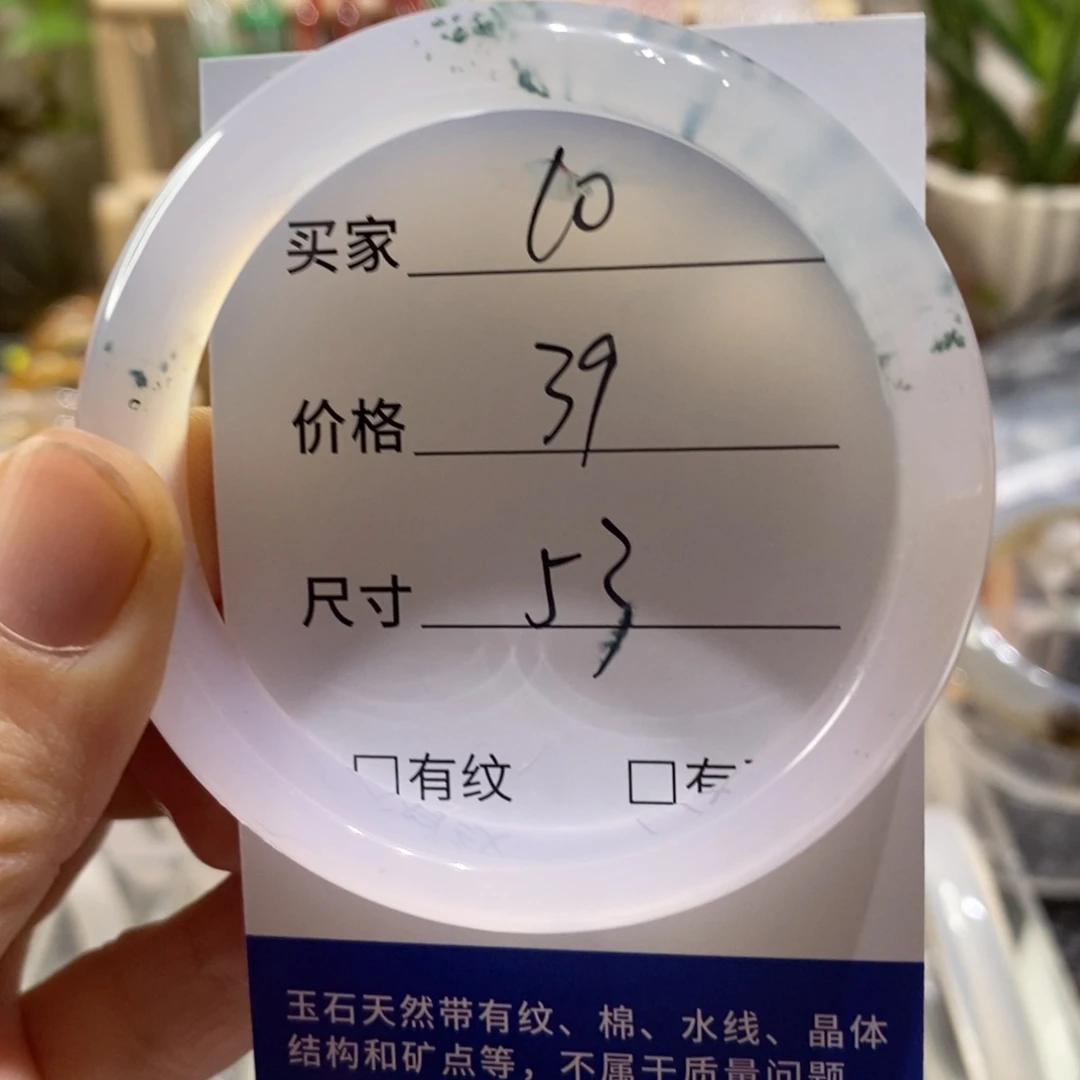 买家 10
价格 39
尺寸 53
□有纹 □有
玉石天然带有纹、棉、水线、晶体
结构和矿点等，不属于质量问题